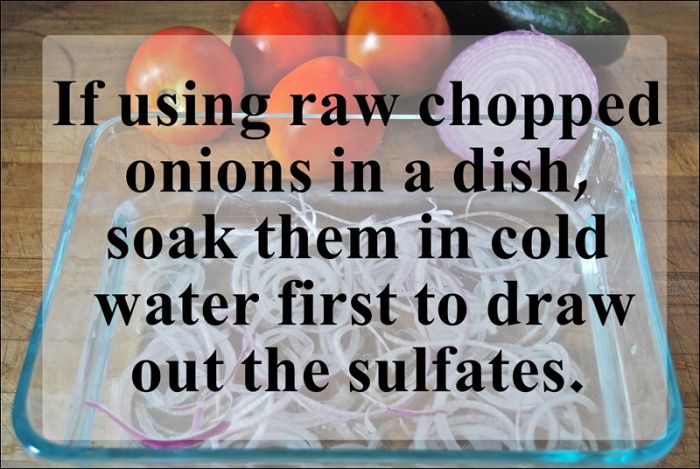 If using raw chopped
onions in a dish,
soak them in cold
water first to draw
out the sulfates.